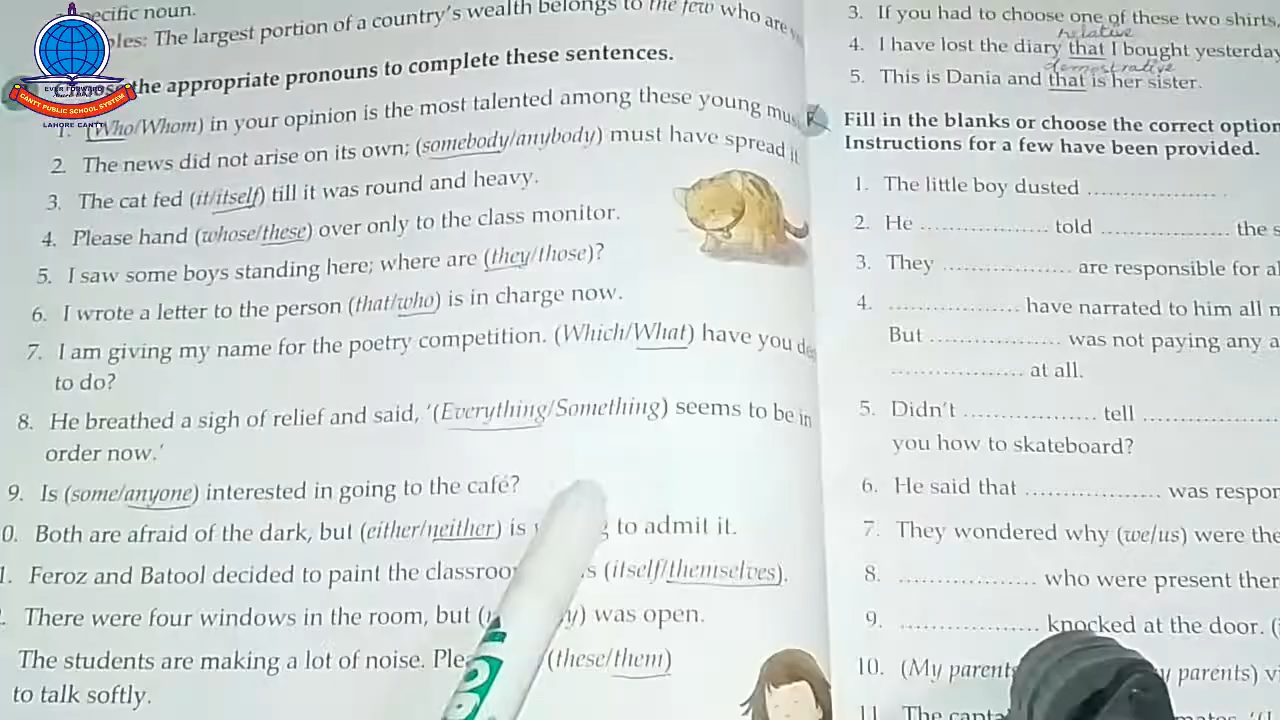 pecific noun.
ples: The largest portion of a country's wealth belongs to the few who are
the appropriate pronouns to complete these sentences.
1. (Who/Whom) in your opinion is the most talented among these young
2. The news did not arise on its own; (somebody/anybody) must have spread it
3. The cat fed (it/itself) till it was round and heavy.
4. Please hand (whose/these) over only to the class monitor.
5. I saw some boys standing here; where are (they/those)?
6. I wrote a letter to the person (that/who) is in charge now.
7. I am giving my name for the poetry competition. (Which/What) have you
to do?
8. He breathed a sigh of relief and said, '(Everything/Something) seems to be in
order now.'
9. Is (some/anyone) interested in going to the café?
0. Both are afraid of the dark, but (either/neither) is to admit it.
1. Feroz and Batool decided to paint the (itself/themselves).
There were four windows in the room, but was open.
The students are making a lot of noise. (these/them)
to talk softly.
3. If you had to choose one of these two shirts,
relative
4. I have lost the diary that I bought yesterday
demostrative
5. This is Dania and that is her sister.
Fill in the blanks or choose the correct option
Instructions for a few have been provided.
1. The little boy dusted .......................
2. He ..................... told ..................... the
3. They ..................... are responsible for
4. ..................... have narrated to him all
But ..................... was not paying any
..................... at all.
5. Didn't ..................... tell .....................
you how to skateboard?
6. He said that ..................... was
7. They wondered why (we/us) were
8. ..................... who were present
9. ..................... knocked at the door.
10. (My parents parents)
11. The
EVER FORWARD
CANTT PUBLIC SCHOOL SYSTEM
LAHORE CANTT